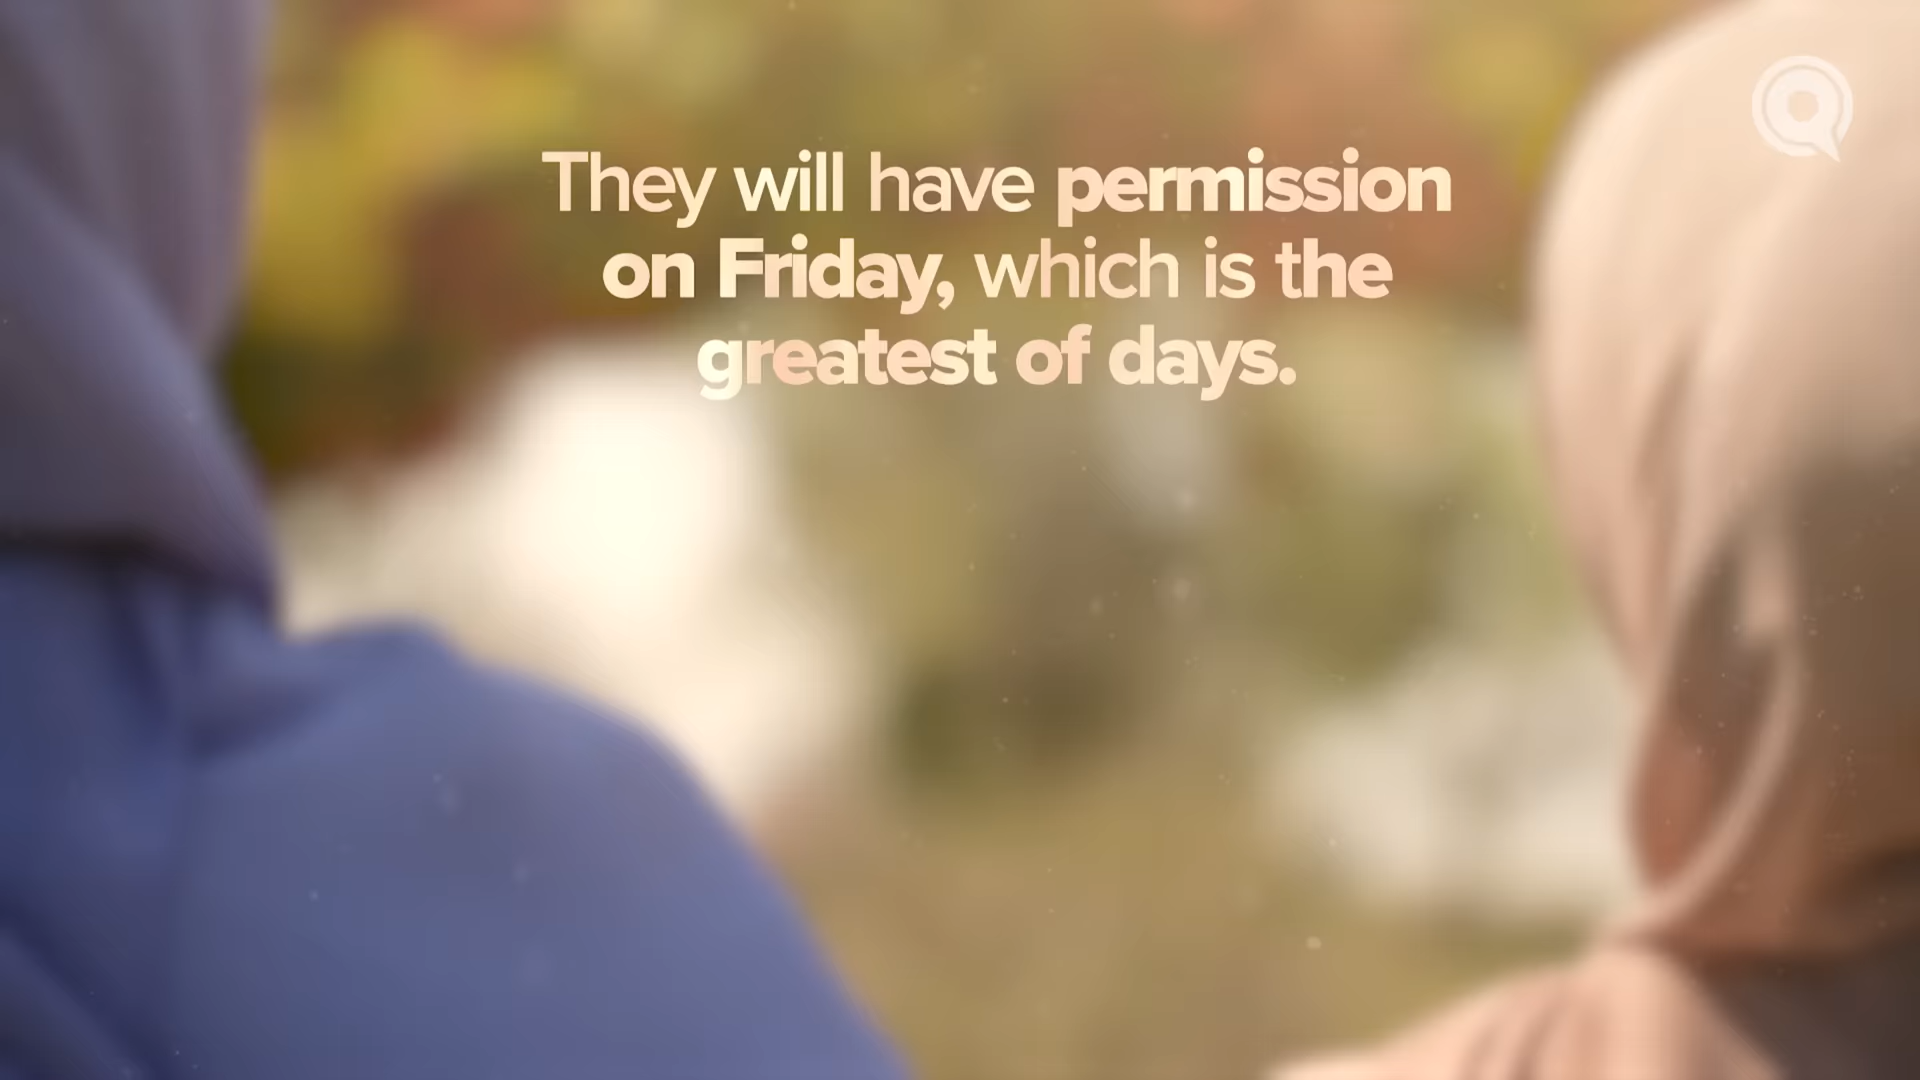 They will have permission
on Friday, which is the
greatest of days.